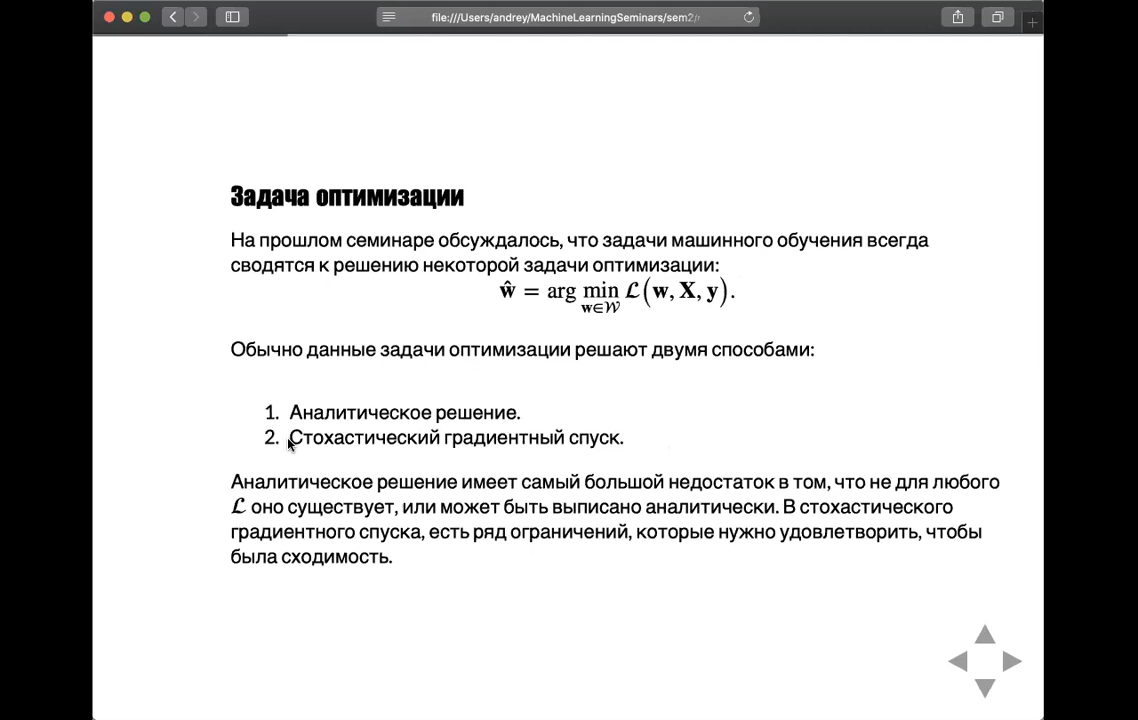 file:///Users/andrey/MachineLearningSeminars/sem2/
Задача оптимизации
На прошлом семинаре обсуждалось, что задачи машинного обучения всегда
сводятся к решению некоторой задачи оптимизации:
ŵ = arg min ℒ(w, X, y).
w∈𝒲
Обычно данные задачи оптимизации решают двумя способами:
1. Аналитическое решение.
2. Стохастический градиентный спуск.
Аналитическое решение имеет самый большой недостаток в том, что не для любого
ℒ оно существует, или может быть выписано аналитически. В стохастического
градиентного спуска, есть ряд ограничений, которые нужно удовлетворить, чтобы
была сходимость.